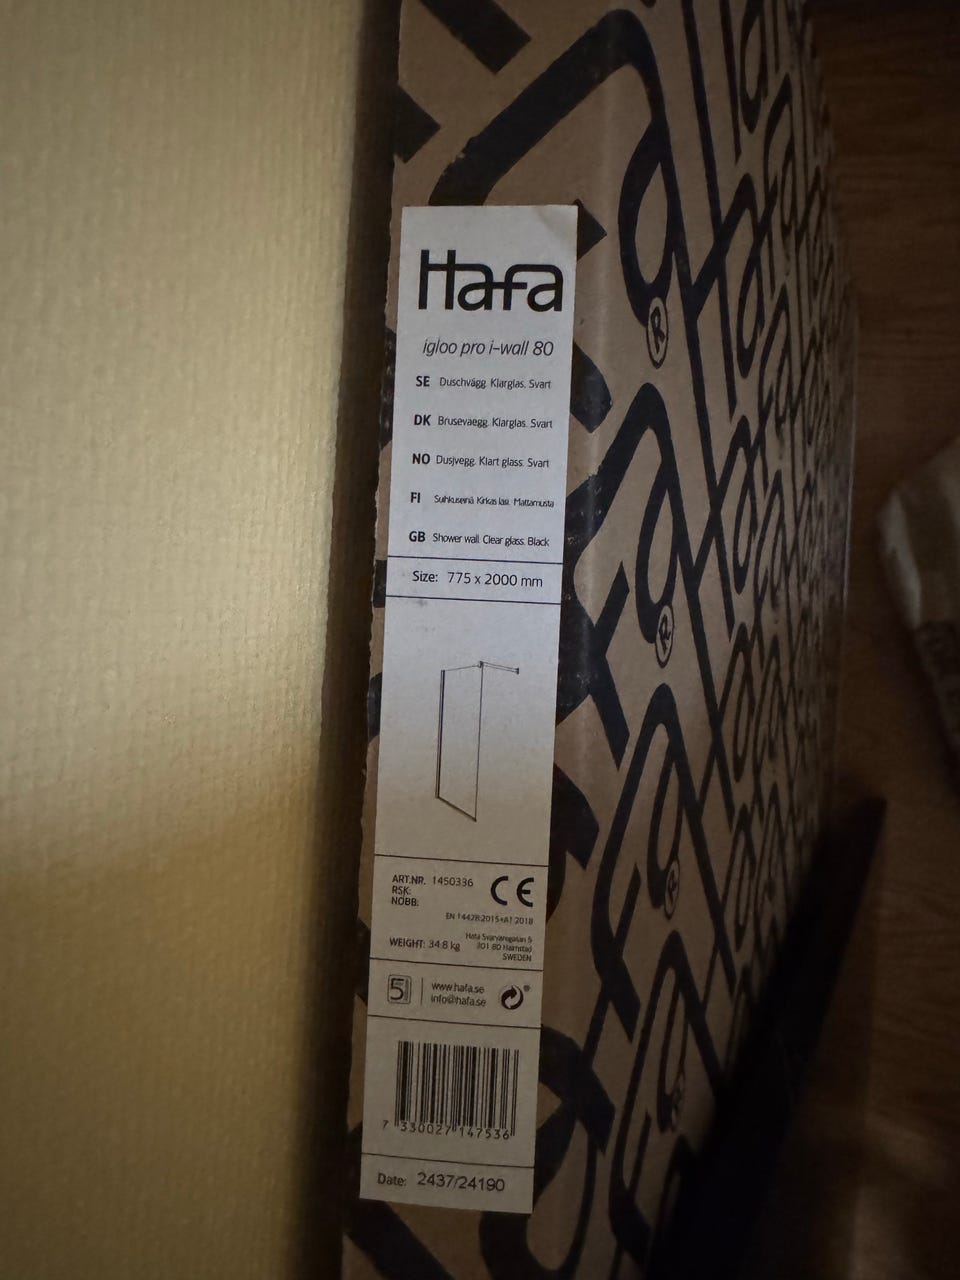 Hafa
igloo pro i-wall 80
SE Duschvägg. Klarglas. Svart
DK Brusevaegg. Klarglas. Svart
NO Dusjvegg. Klart glass. Svart
FI Suihkuseinä. Kirkas lasi. Mattamusta
GB Shower wall. Clear glass. Black
Size: 775 x 2000 mm
ART.NR. 1450336
RSK:
NOBB:
CE
EN 14428:2015+A1:2018
WEIGHT: 34.8 kg
Hafa Svarvaregatan 5
301 80 Halmstad
SWEDEN
5
www.hafa.se
info@hafa.se
7 330027 147536
Date: 2437/24190
Hafa®